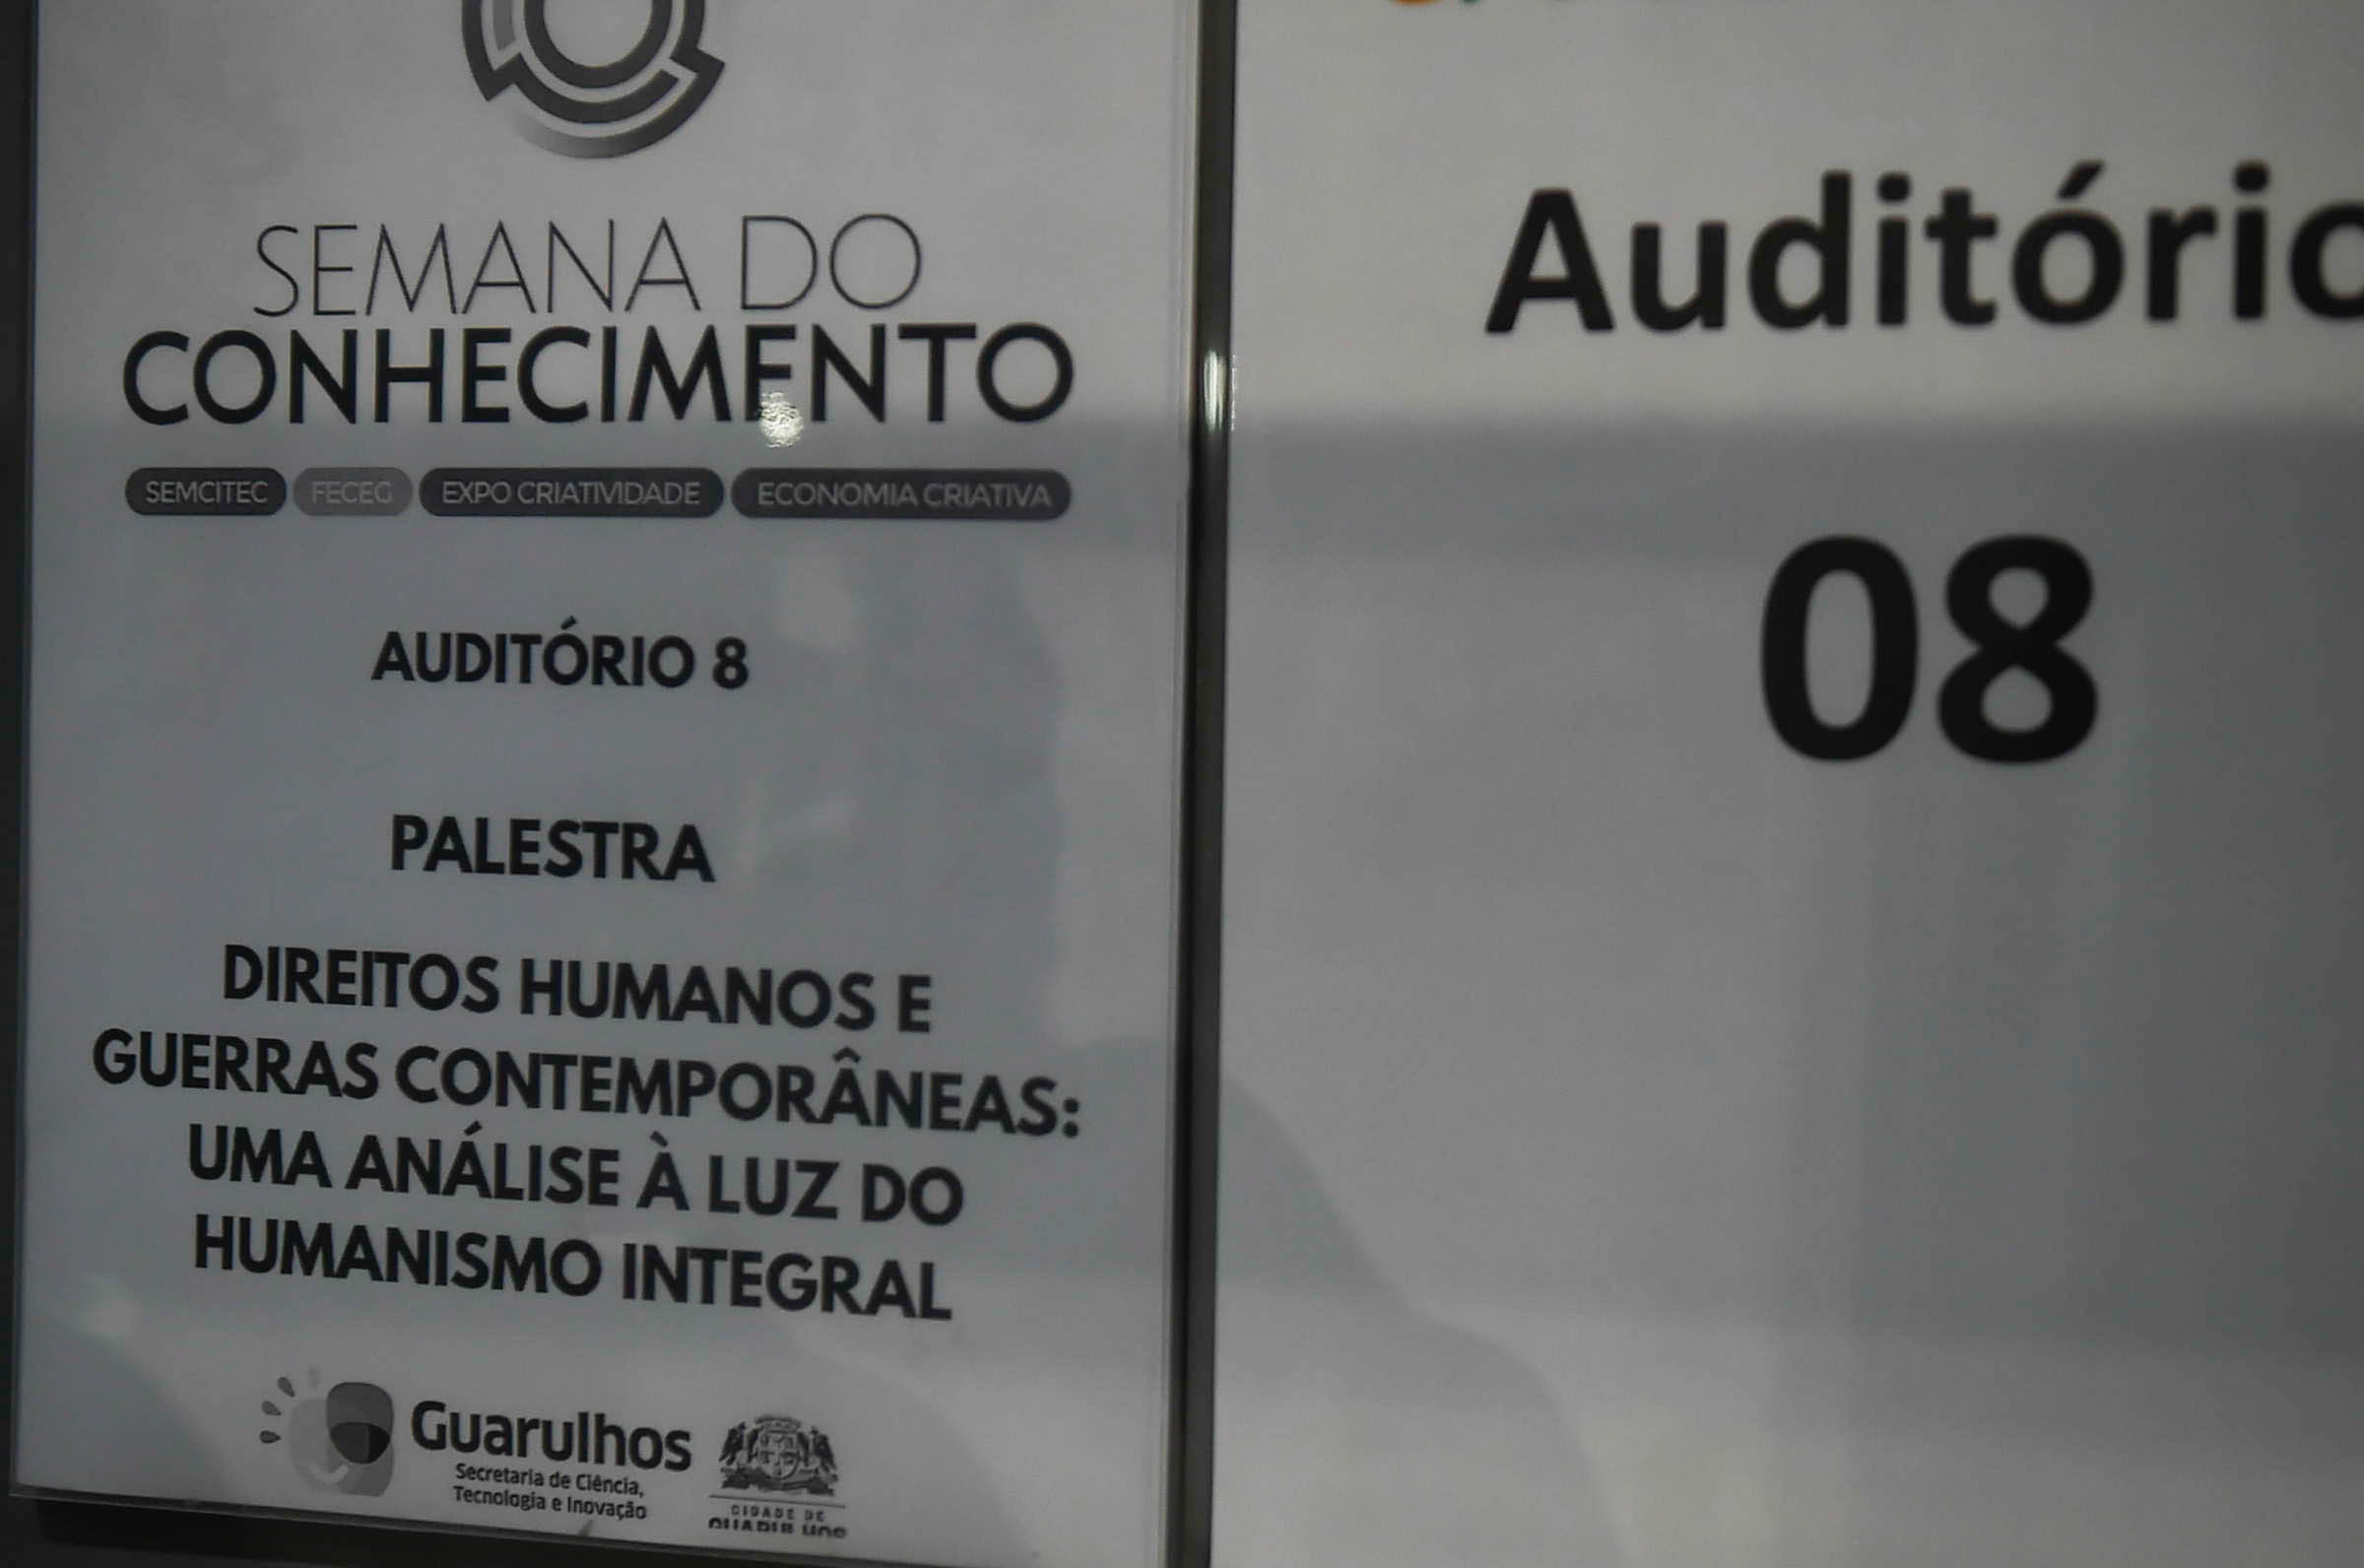 SEMANA DO
CONHECIMENTO
SEMCITEC FECEG EXPO CRIATIVIDADE ECONOMIA CRIATIVA
AUDITÓRIO 8
PALESTRA
DIREITOS HUMANOS E
GUERRAS CONTEMPORÂNEAS:
UMA ANÁLISE À LUZ DO
HUMANISMO INTEGRAL
Guarulhos
Secretaria de Ciência,
Tecnologia e Inovação
CIDADE DE
Auditório
08